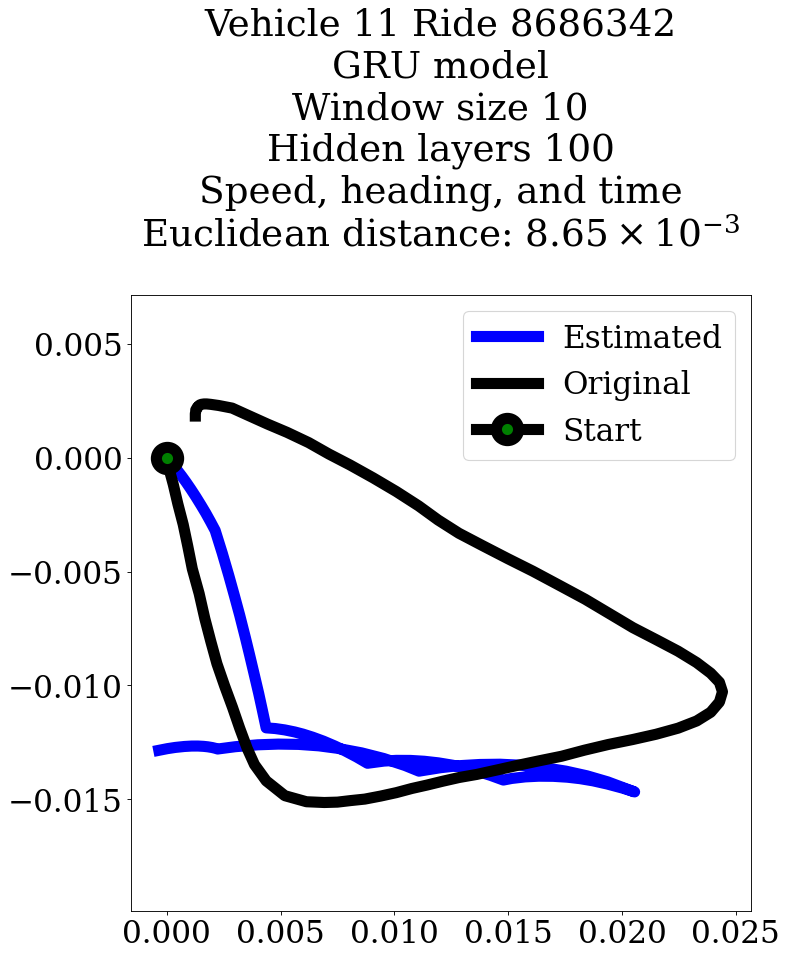 Vehicle 11 Ride 8686342
GRU model
Window size 10
Hidden layers 100
Speed, heading, and time
Euclidean distance: 8.65 × 10⁻³
Estimated
Original
Start
0.005
0.000
−0.005
−0.010
−0.015
0.000 0.005 0.010 0.015 0.020 0.025